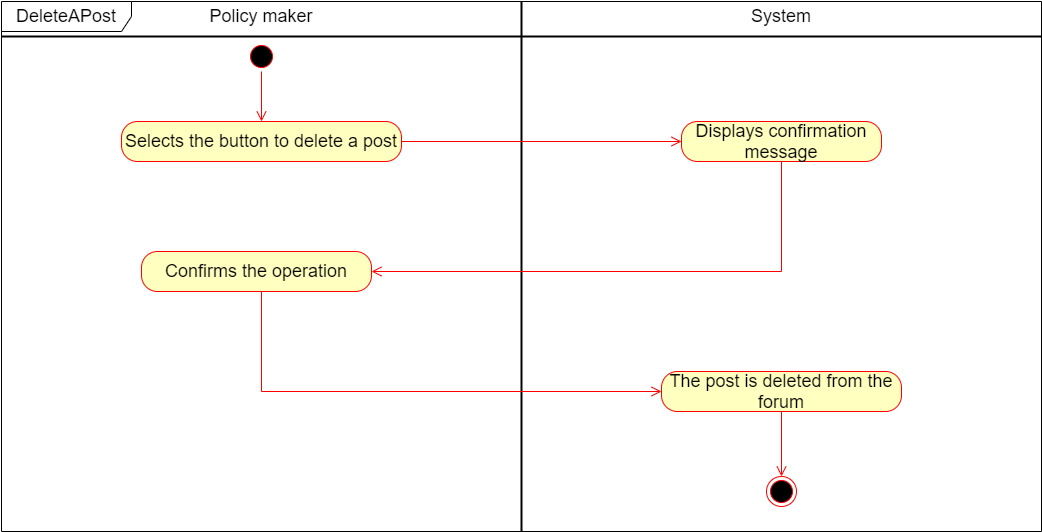 DeleteAPost
Policy maker
System
Selects the button to delete a post
Displays confirmation
message
Confirms the operation
The post is deleted from the
forum